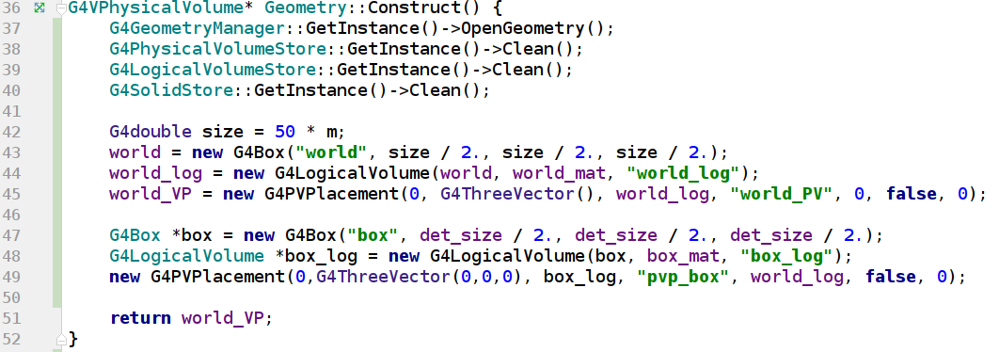 36 G4VPhysicalVolume* Geometry::Construct() {
37     G4GeometryManager::GetInstance()->OpenGeometry();
38     G4PhysicalVolumeStore::GetInstance()->Clean();
39     G4LogicalVolumeStore::GetInstance()->Clean();
40     G4SolidStore::GetInstance()->Clean();
41
42     G4double size = 50 * m;
43     world = new G4Box("world", size / 2., size / 2., size / 2.);
44     world_log = new G4LogicalVolume(world, world_mat, "world_log");
45     world_VP = new G4PVPlacement(0, G4ThreeVector(), world_log, "world_PV", 0, false, 0);
46
47     G4Box *box = new G4Box("box", det_size / 2., det_size / 2., det_size / 2.);
48     G4LogicalVolume *box_log = new G4LogicalVolume(box, box_mat, "box_log");
49     new G4PVPlacement(0,G4ThreeVector(0,0,0), box_log, "pvp_box", world_log, false, 0);
50
51     return world_VP;
52 }